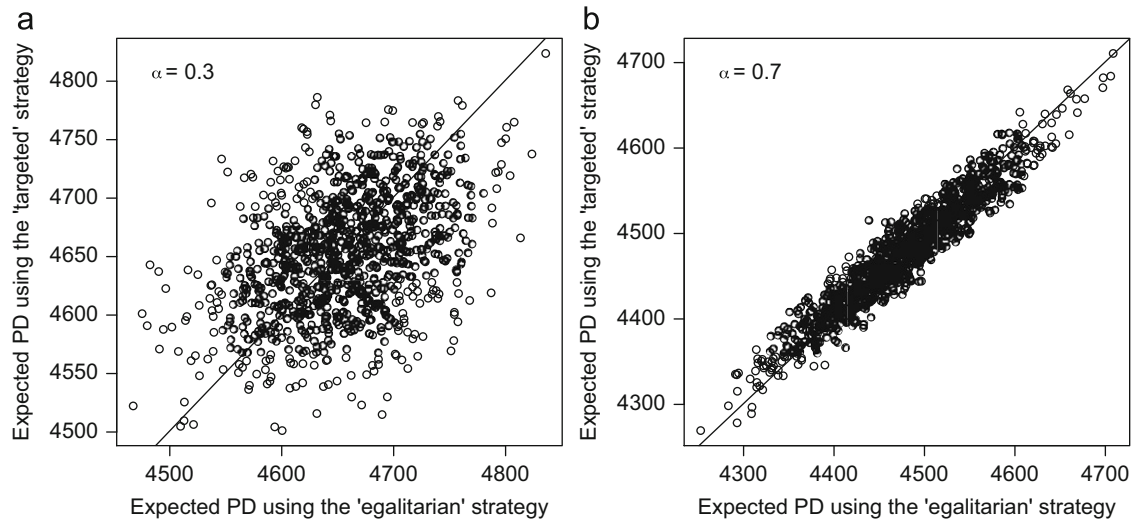 a
α = 0.3
Expected PD using the 'targeted' strategy
4800
4750
4700
4650
4600
4550
4500
4500 4600 4700 4800
Expected PD using the 'egalitarian' strategy
b
α = 0.7
Expected PD using the 'targeted' strategy
4700
4600
4500
4400
4300
4300 4400 4500 4600 4700
Expected PD using the 'egalitarian' strategy